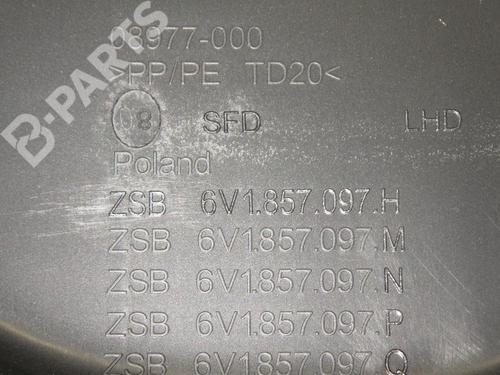 08977-000
>PP/PE TD20<
08 SFD LHD
Poland
ZSB 6V1.857.097.H
ZSB 6V1.857.097.M
ZSB 6V1.857.097.N
ZSB 6V1.857.097.P
ZSB 6V1.857.097.Q
B-PARTS